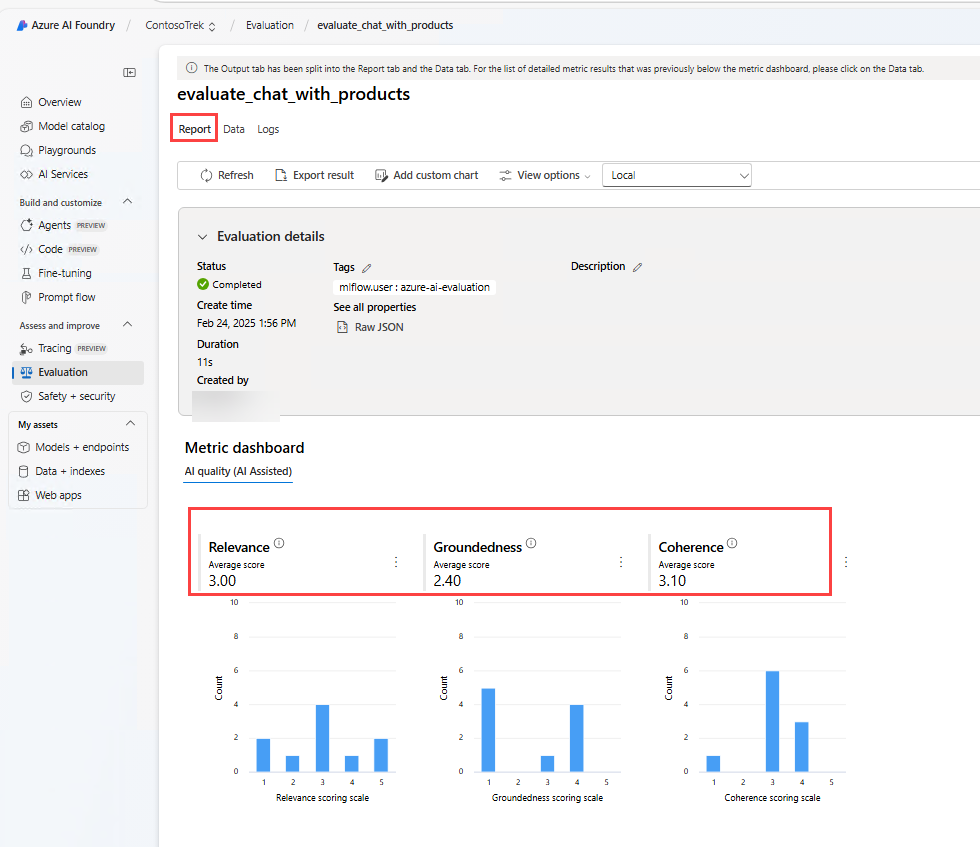 Azure AI Foundry / ContosoTrek / Evaluation / evaluate_chat_with_products
The Output tab has been split into the Report tab and the Data tab. For the list of detailed metric results that was previously below the metric dashboard, please click on the Data tab.
evaluate_chat_with_products
Report Data Logs
Refresh Export result Add custom chart View options Local
Overview
Model catalog
Playgrounds
AI Services
Build and customize
Agents PREVIEW
Code PREVIEW
Fine-tuning
Prompt flow
Assess and improve
Tracing PREVIEW
Evaluation
Safety + security
My assets
Models + endpoints
Data + indexes
Web apps
Evaluation details
Status
Completed
Create time
Feb 24, 2025 1:56 PM
Duration
11s
Created by
Tags
mlflow.user : azure-ai-evaluation
See all properties
Raw JSON
Description
Metric dashboard
AI quality (AI Assisted)
Relevance
Average score
3.00
10
8
6
4
2
0
Count
1 2 3 4 5
Relevance scoring scale
Groundedness
Average score
2.40
10
8
6
4
2
0
Count
1 2 3 4 5
Groundedness scoring scale
Coherence
Average score
3.10
10
8
6
4
2
0
Count
1 2 3 4 5
Coherence scoring scale